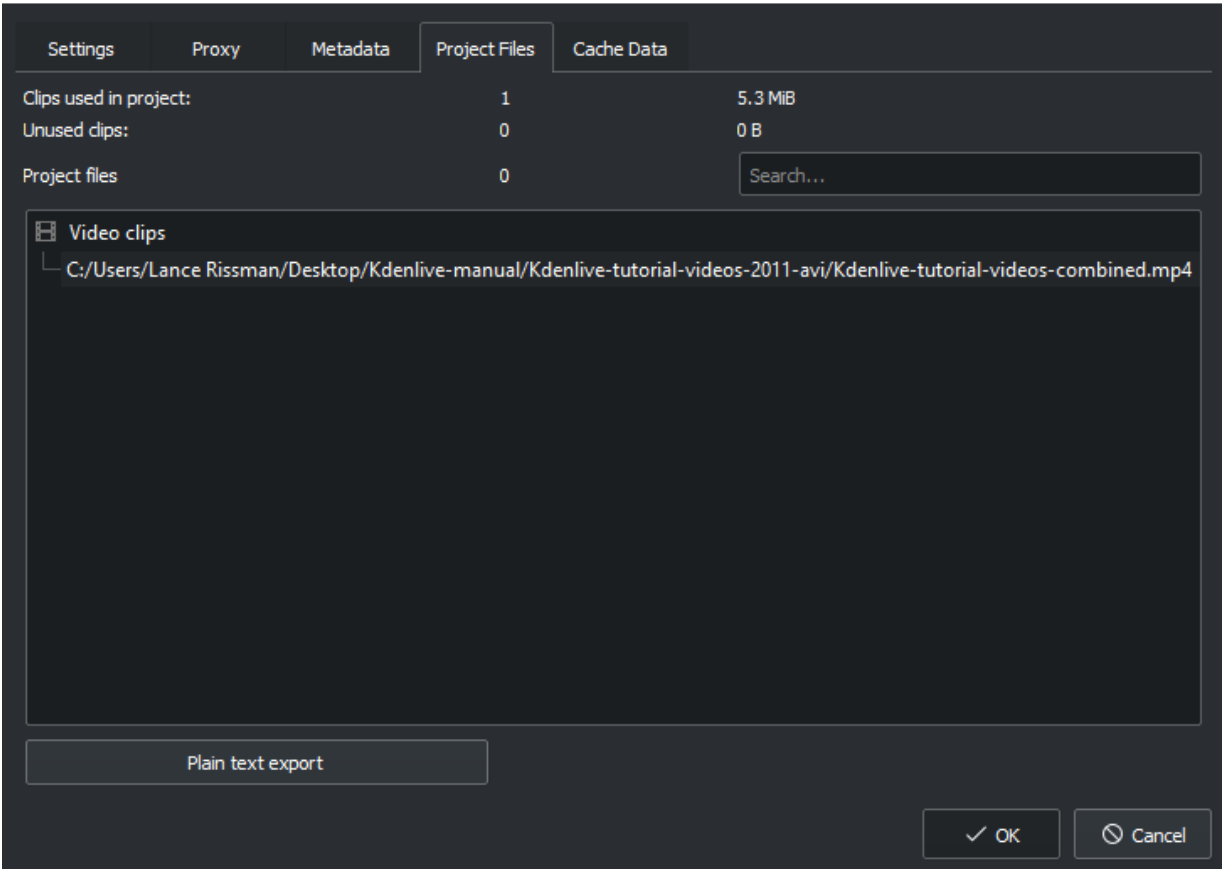 Settings Proxy Metadata Project Files Cache Data
Clips used in project: 1 5.3 MiB
Unused clips: 0 0 B
Project files 0 Search...
Video clips
C:/Users/Lance Rissman/Desktop/Kdenlive-manual/Kdenlive-tutorial-videos-2011-avi/Kdenlive-tutorial-videos-combined.mp4
Plain text export
OK Cancel